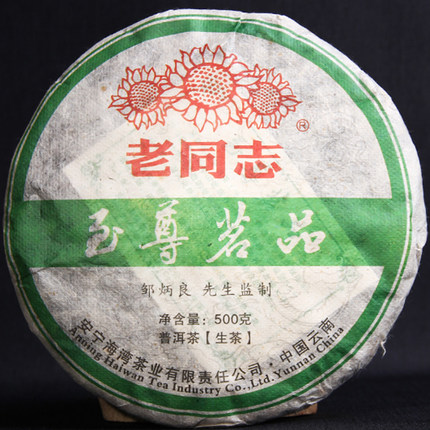 ®
老同志
至尊茗品
邹炳良 先生监制
净含量：500克
普洱茶【生茶】
安宁海湾茶业有限责任公司·中国云南
Anning Haiwan Tea Industry Co., Ltd. Yunnan China